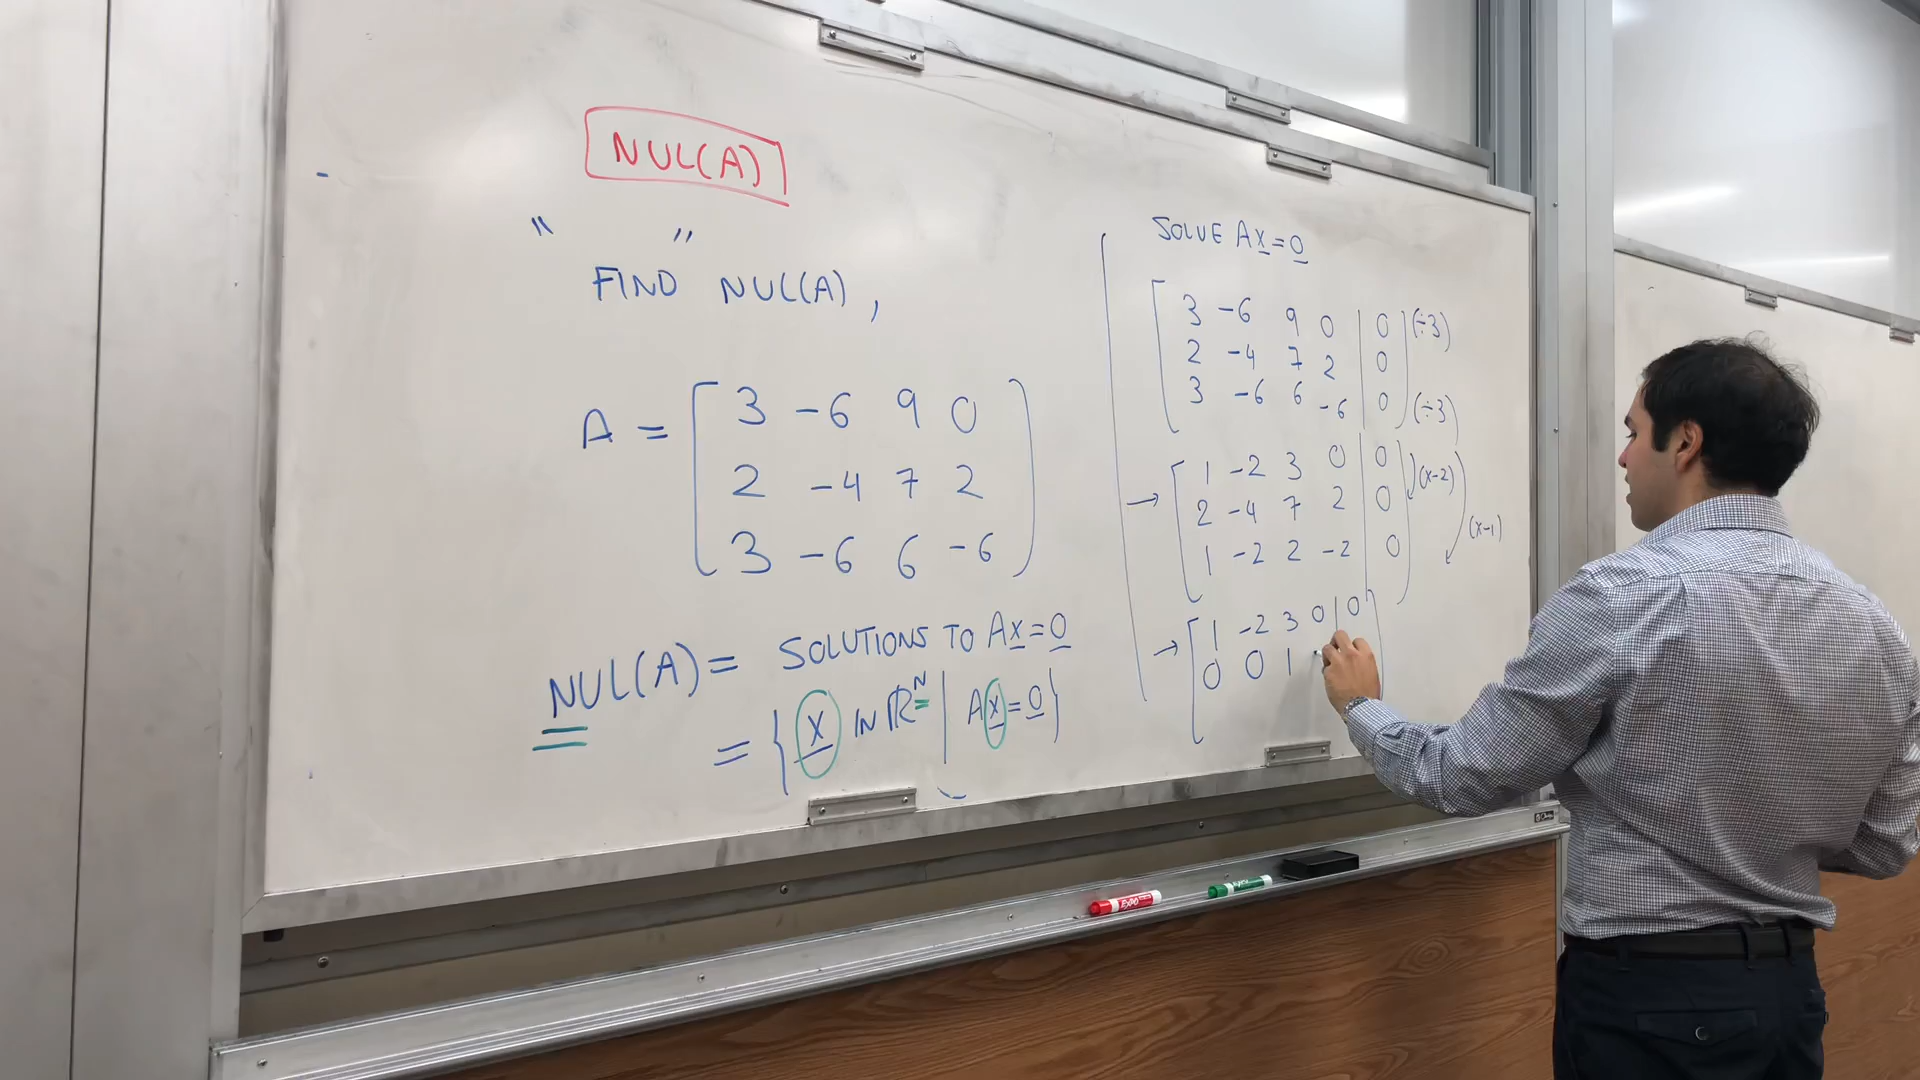 NUL(A)
" "
FIND NUL(A),
A = [ 3 -6 9 0
2 -4 7 2
3 -6 6 -6 ]
NUL(A) = SOLUTIONS TO Ax = 0
= { x IN ℝᴺ | Ax = 0 }
SOLVE Ax = 0
[ 3 -6 9 0 | 0 ] (÷3)
2 -4 7 2 | 0
3 -6 6 -6 | 0 (÷3)
→ [ 1 -2 3 0 | 0 (x-2)
2 -4 7 2 | 0 (x-1)
1 -2 2 -2 | 0 ]
→ [ 1 -2 3 0 | 0
0 0 1
EXPO